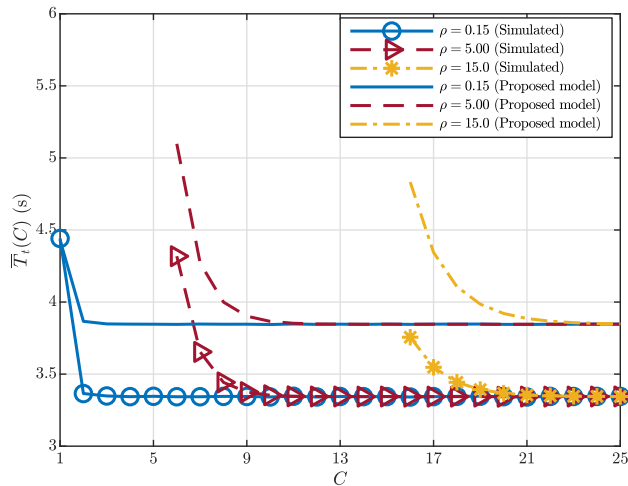 6
5.5
5
4.5
4
3.5
3
T̅ₜ(C) (s)
ρ = 0.15 (Simulated)
ρ = 5.00 (Simulated)
ρ = 15.0 (Simulated)
ρ = 0.15 (Proposed model)
ρ = 5.00 (Proposed model)
ρ = 15.0 (Proposed model)
1 5 9 13 17 21 25
C